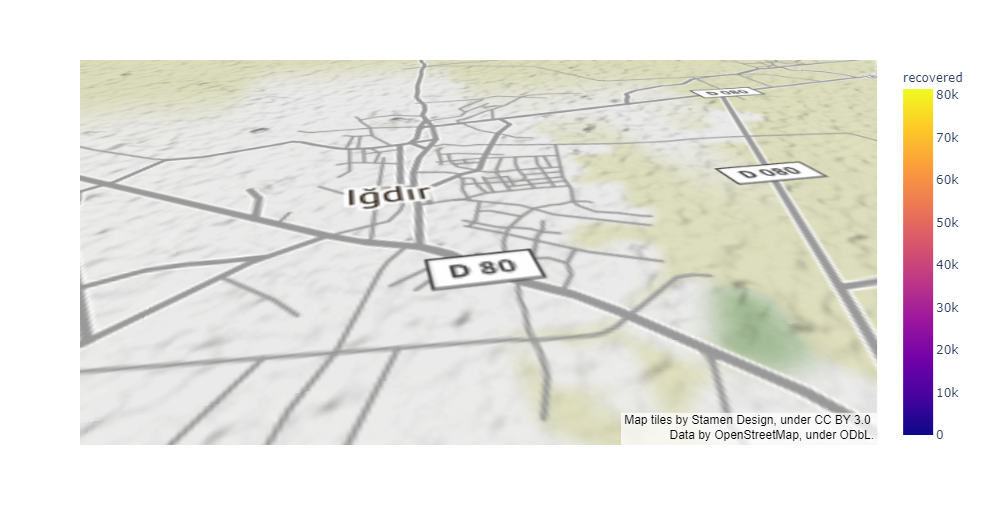 recovered
80k
70k
60k
50k
40k
30k
20k
10k
0
D 080
D 080
Iğdır
D 80
Map tiles by Stamen Design, under CC BY 3.0
Data by OpenStreetMap, under ODbL.